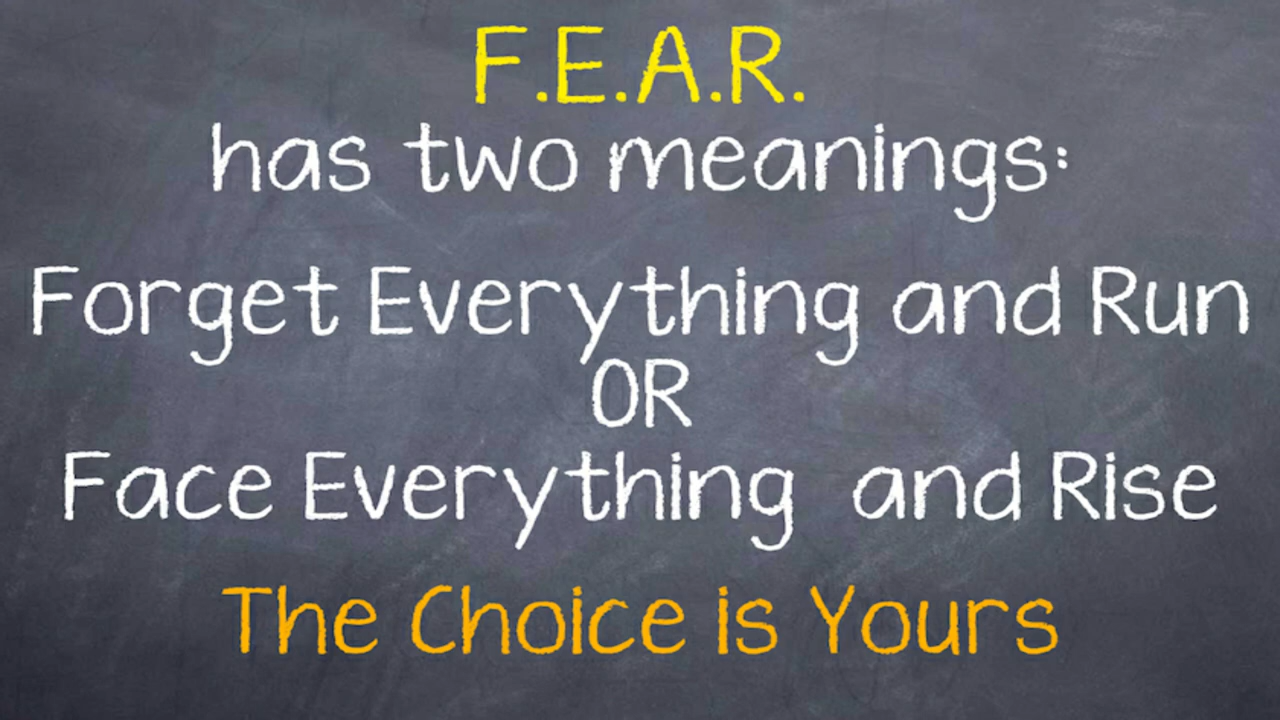 F.E.A.R.
has two meanings:
Forget Everything and Run
OR
Face Everything and Rise
The Choice is Yours